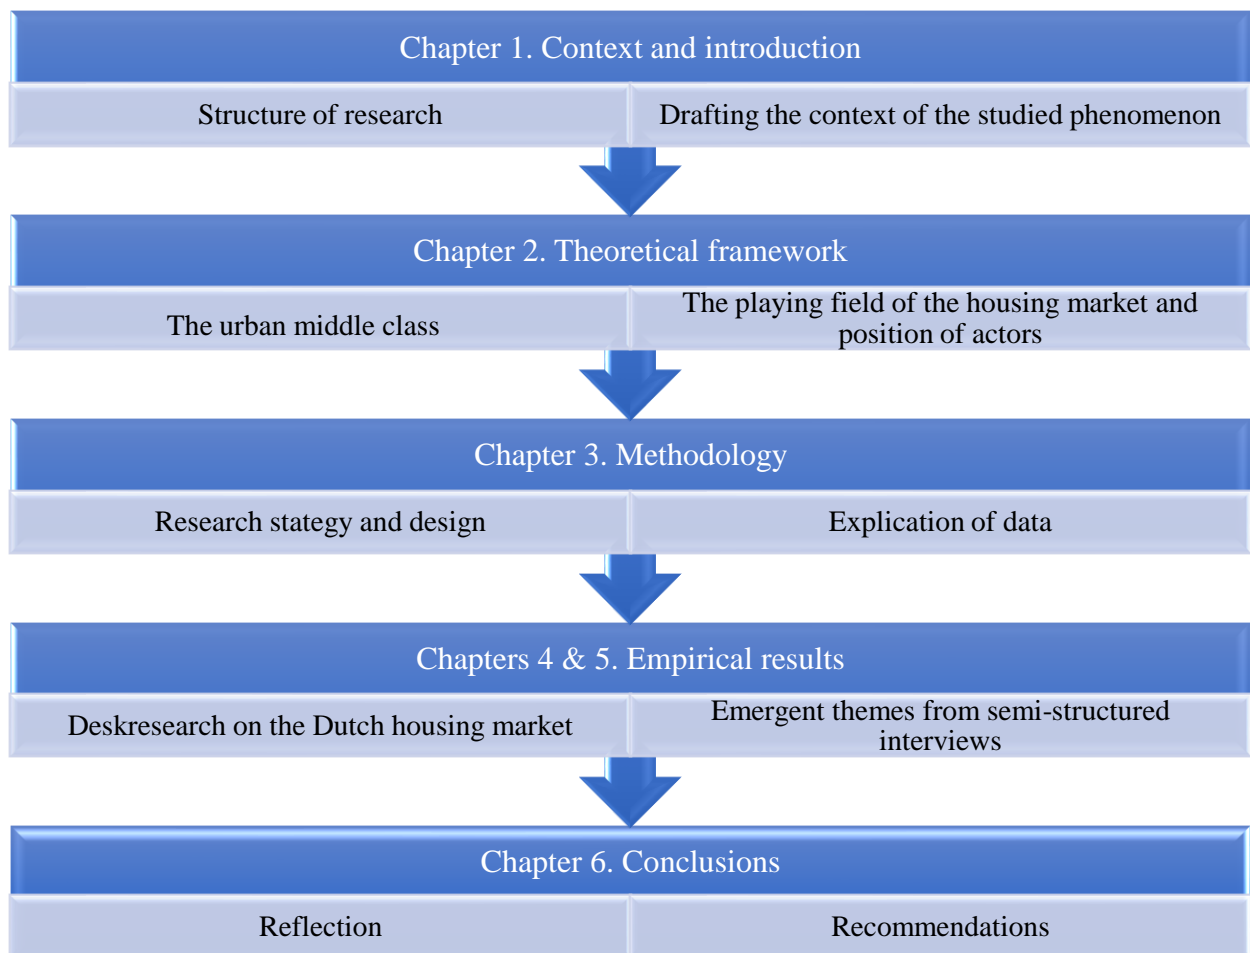 Chapter 1. Context and introduction
Structure of research
Drafting the context of the studied phenomenon
Chapter 2. Theoretical framework
The urban middle class
The playing field of the housing market and
position of actors
Chapter 3. Methodology
Research stategy and design
Explication of data
Chapters 4 & 5. Empirical results
Deskresearch on the Dutch housing market
Emergent themes from semi-structured
interviews
Chapter 6. Conclusions
Reflection
Recommendations